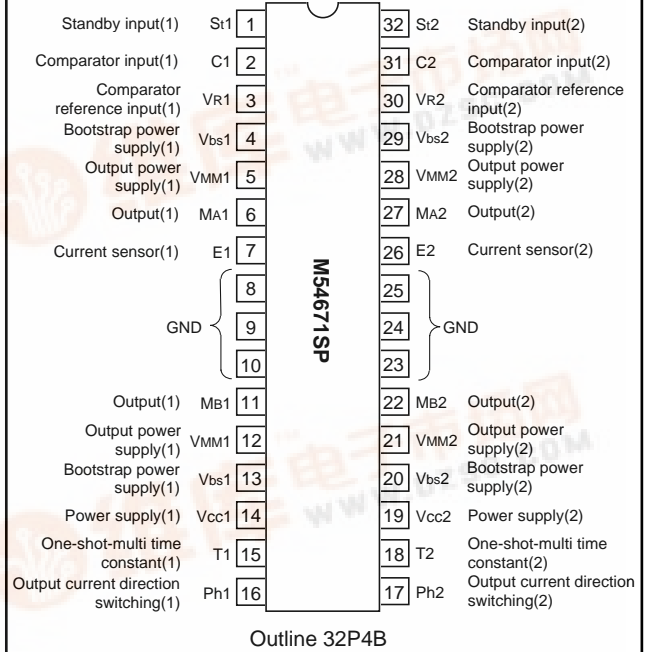 Standby input(1) St1 1 32 St2 Standby input(2)
Comparator input(1) C1 2 31 C2 Comparator input(2)
Comparator
reference input(1) VR1 3 30 VR2 Comparator reference
input(2)
Bootstrap power
supply(1) Vbs1 4 29 Vbs2 Bootstrap power
supply(2)
Output power
supply(1) VMM1 5 28 VMM2 Output power
supply(2)
Output(1) MA1 6 27 MA2 Output(2)
Current sensor(1) E1 7 26 E2 Current sensor(2)
8 25
GND 9 24 GND
10 23
M54671SP
Output(1) MB1 11 22 MB2 Output(2)
Output power
supply(1) VMM1 12 21 VMM2 Output power
supply(2)
Bootstrap power
supply(1) Vbs1 13 20 Vbs2 Bootstrap power
supply(2)
Power supply(1) Vcc1 14 19 Vcc2 Power supply(2)
One-shot-multi time
constant(1) T1 15 18 T2 One-shot-multi time
constant(2)
Output current direction
switching(1) Ph1 16 17 Ph2 Output current direction
switching(2)
Outline 32P4B